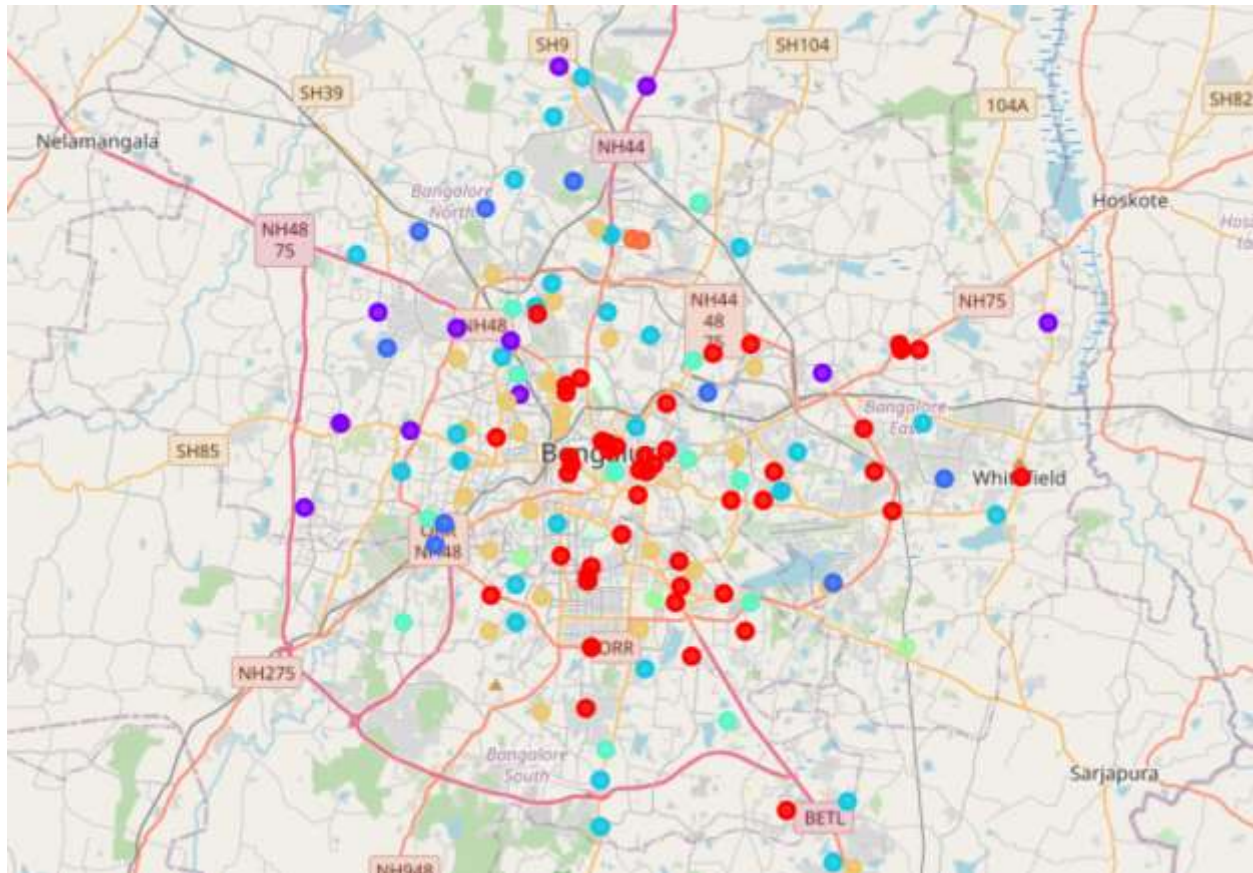 SH9
SH104
SH39
104A
SH82
Nelamangala
NH44
Bangalore
North
Hoskote
NH48
75
NH44
48
75
NH75
NH48
Bangalore
East
SH85
Whitefield
NH48
ORR
NH275
Bangalore
South
Sarjapura
BETL
NH948